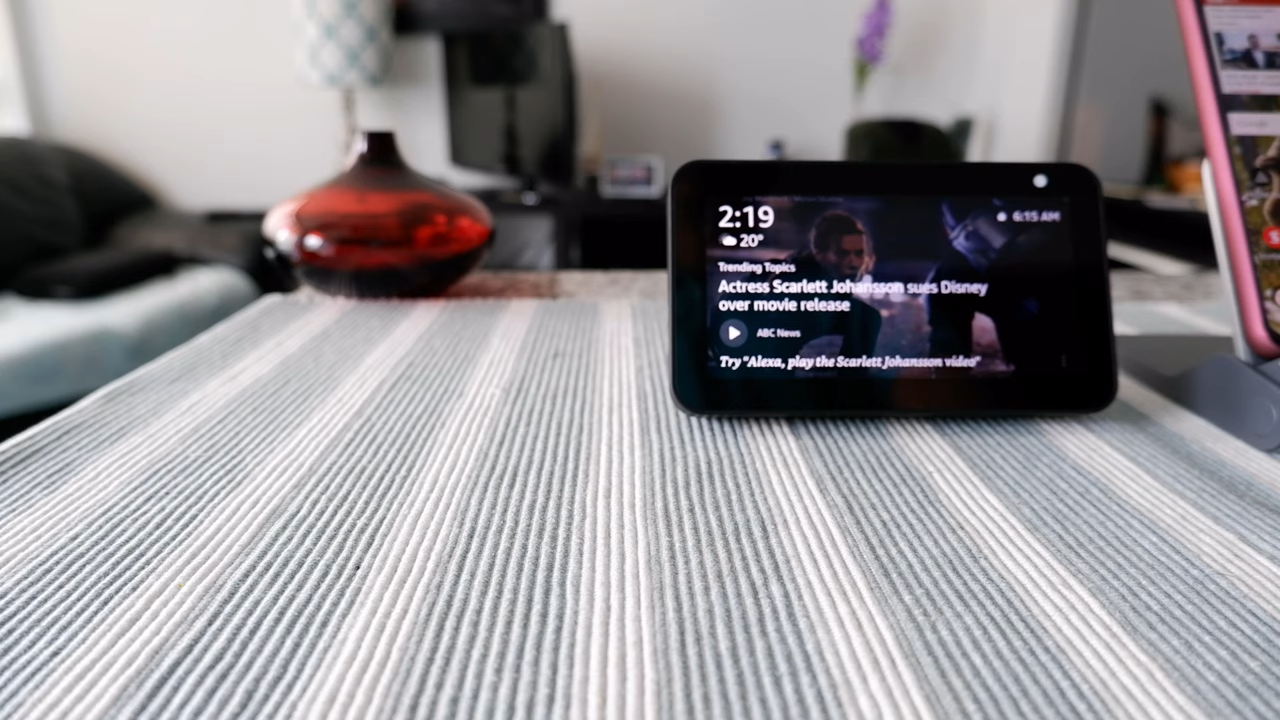 2:19
6:15 AM
20°
Trending Topics
Actress Scarlett Johansson sues Disney
over movie release
ABC News
Try "Alexa, play the Scarlett Johansson video"